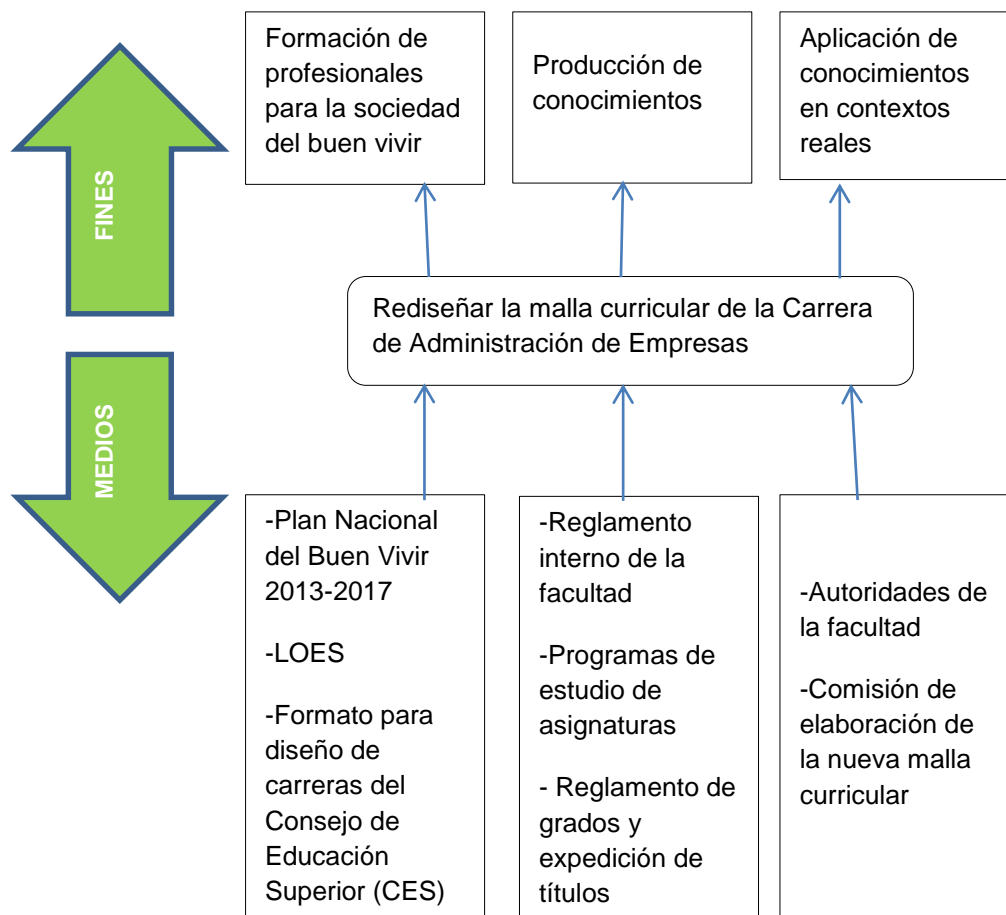 Formación de
profesionales
para la sociedad
del buen vivir
Producción de
conocimientos
Aplicación de
conocimientos
en contextos
reales
FINES
Rediseñar la malla curricular de la Carrera
de Administración de Empresas
MEDIOS
-Plan Nacional
del Buen Vivir
2013-2017
-LOES
-Formato para
diseño de
carreras del
Consejo de
Educación
Superior (CES)
-Reglamento
interno de la
facultad
-Programas de
estudio de
asignaturas
- Reglamento de
grados y
expedición de
títulos
-Autoridades de
la facultad
-Comisión de
elaboración de
la nueva malla
curricular